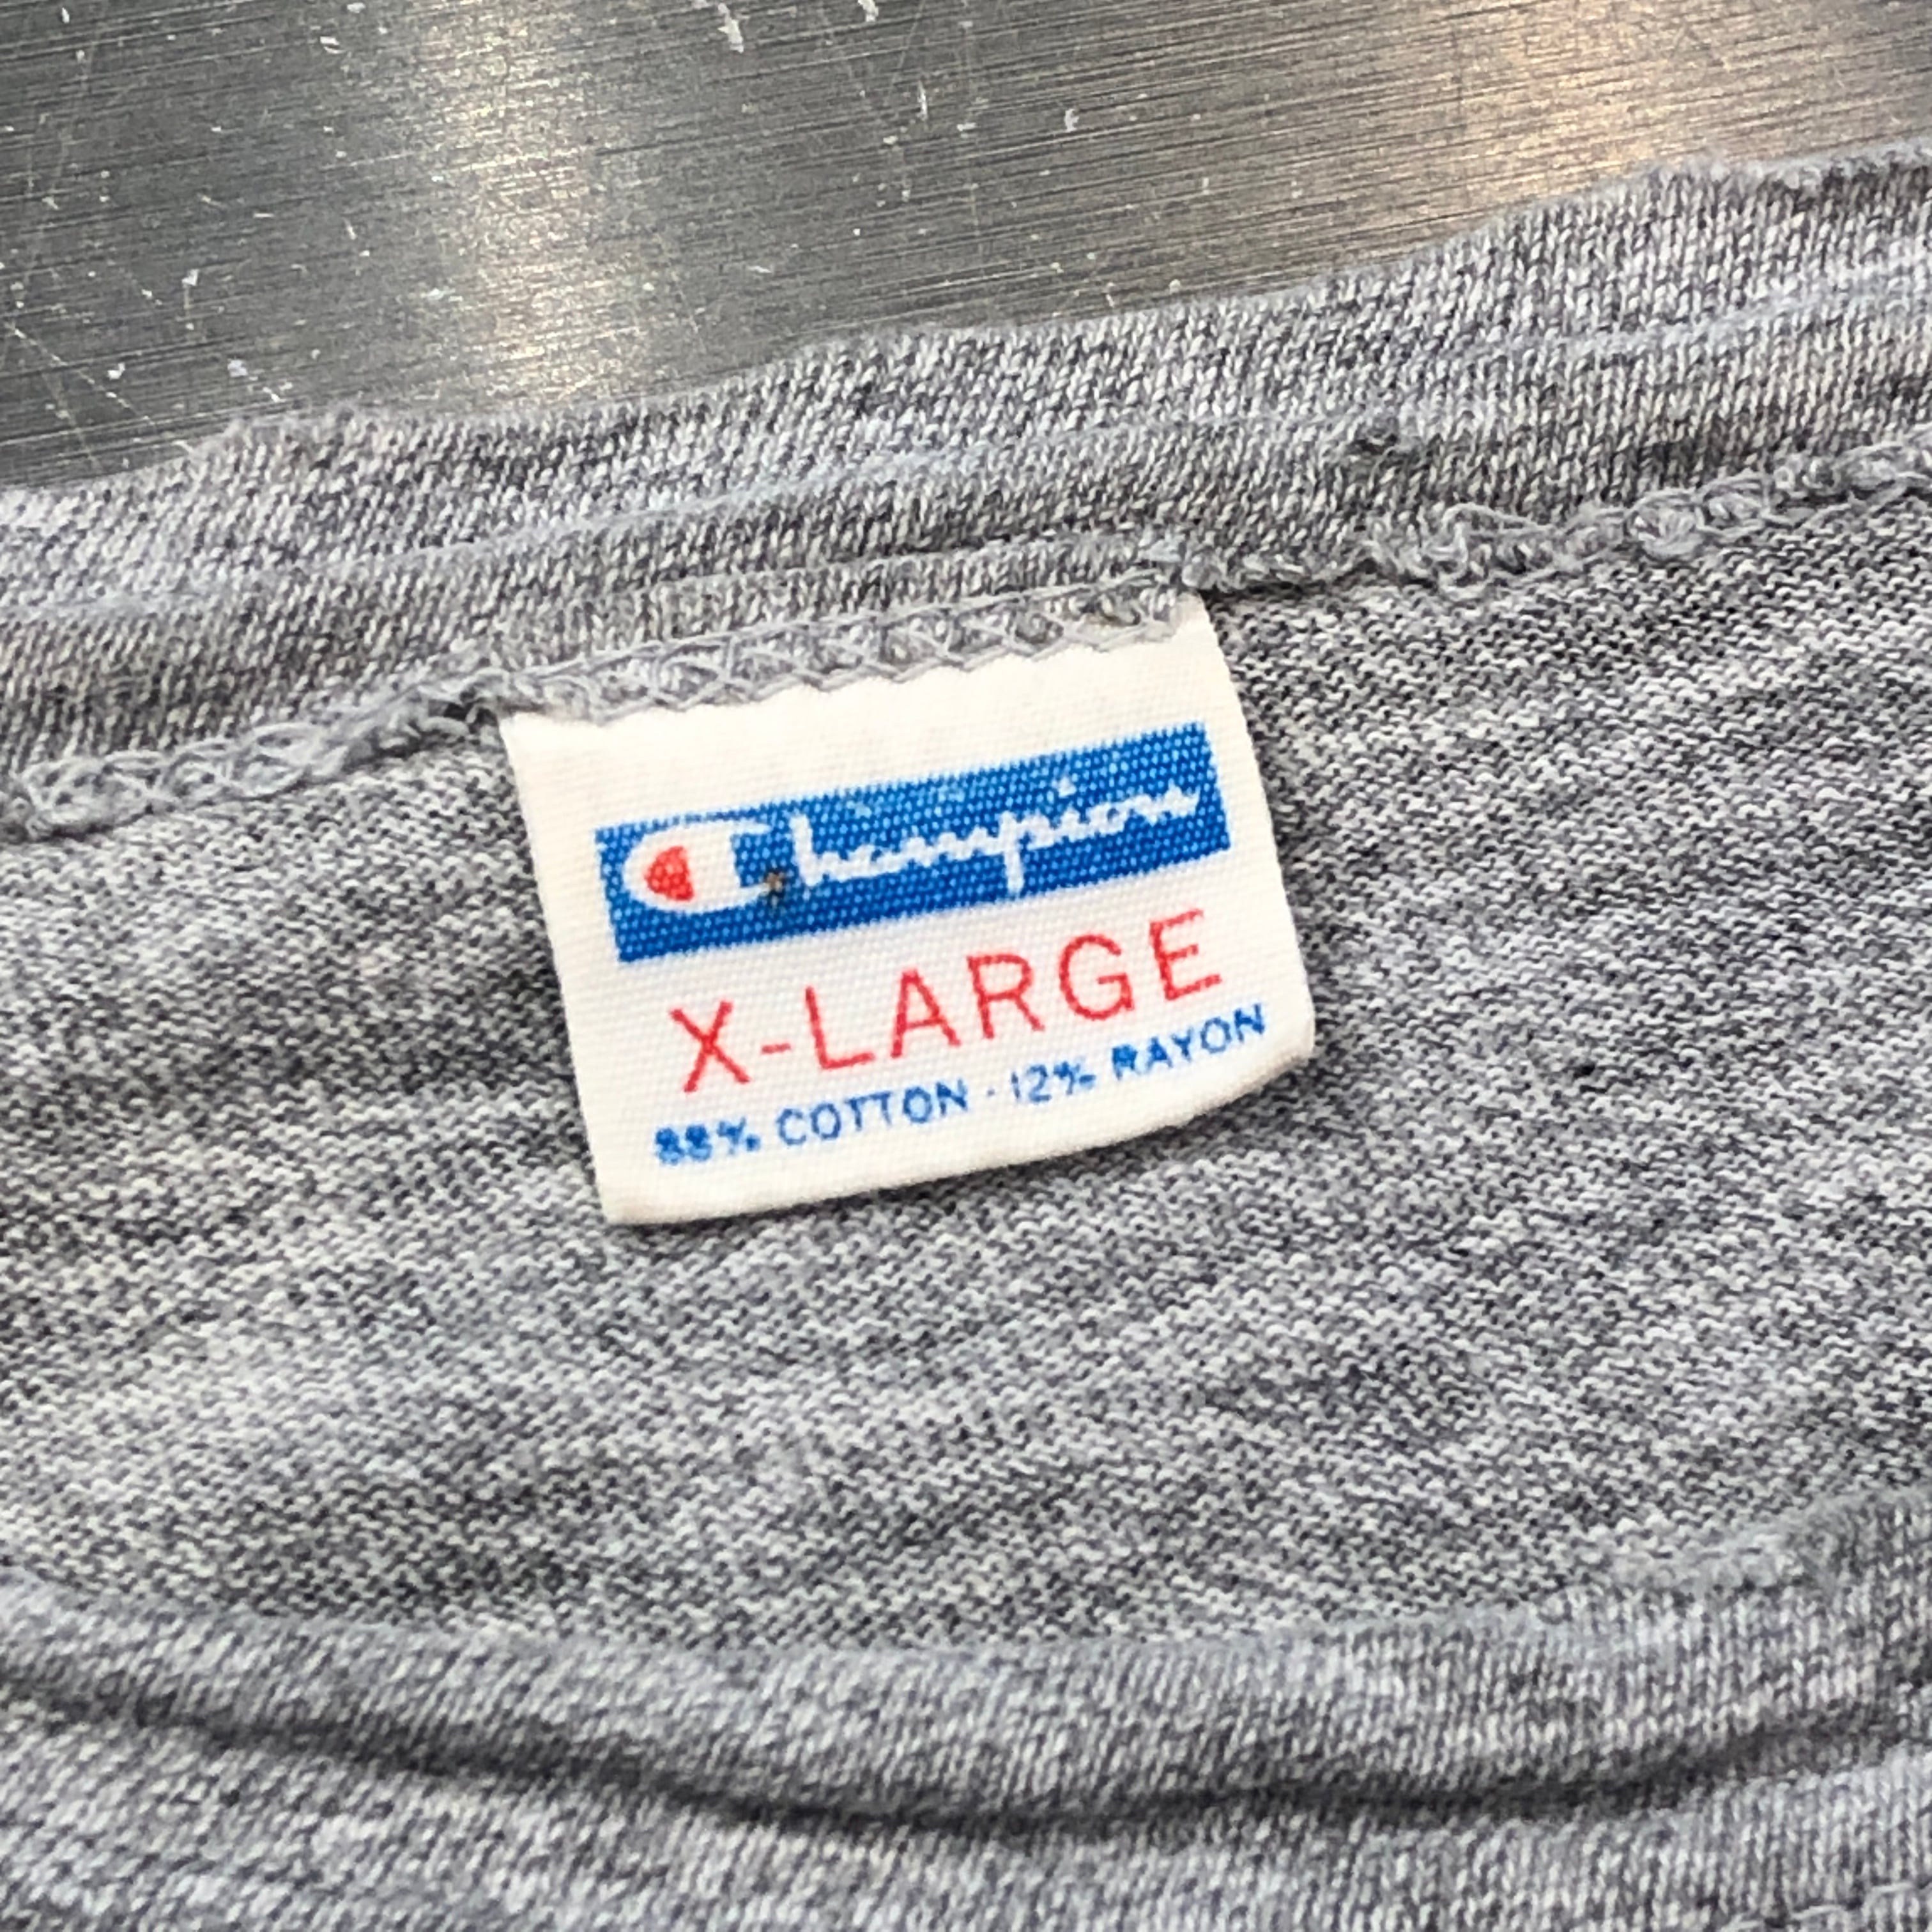 Champion
X-LARGE
88% COTTON · 12% RAYON